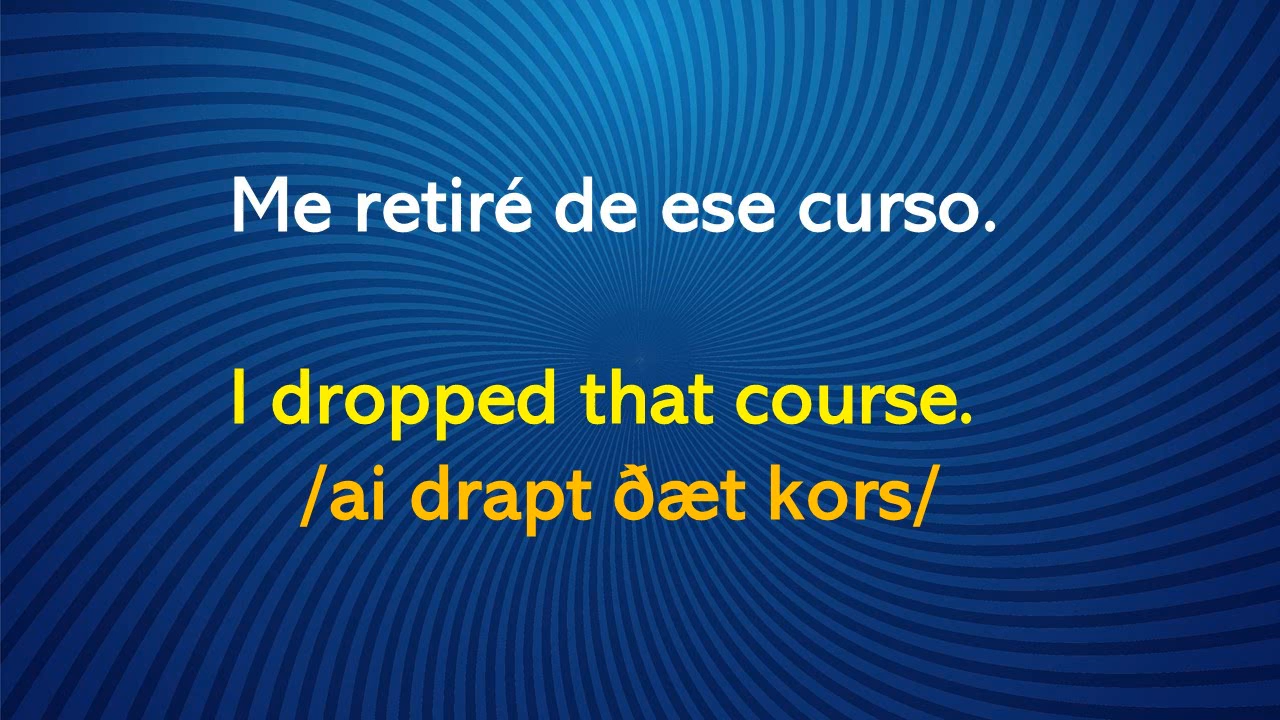 Me retiré de ese curso.
I dropped that course.
/ai drapt ðæt kors/